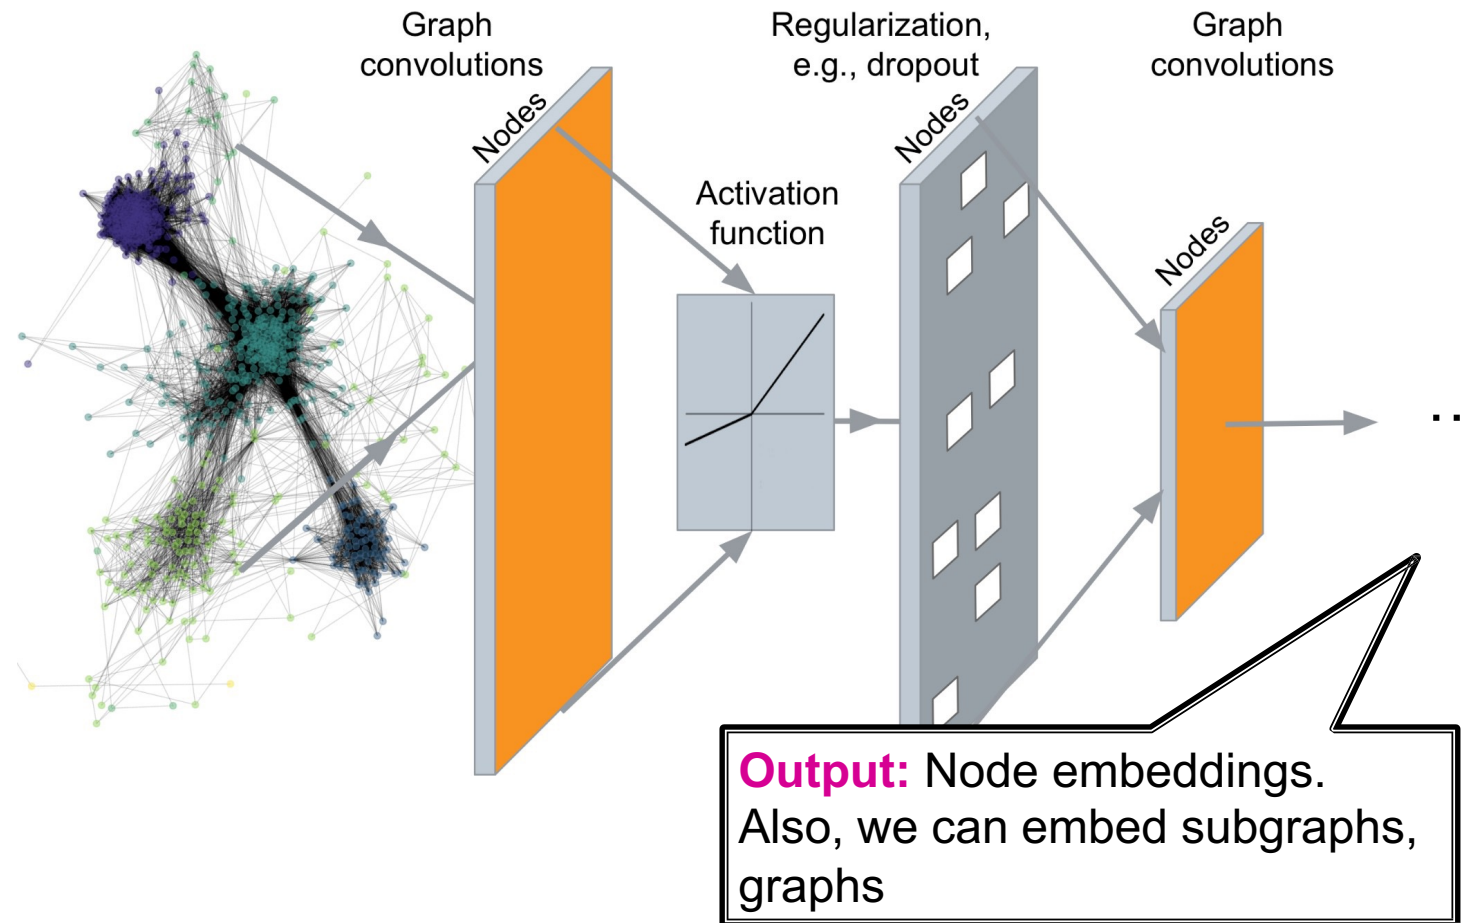 Graph
convolutions
Regularization,
e.g., dropout
Graph
convolutions
Nodes
Nodes
Activation
function
Nodes
..
Output: Node embeddings.
Also, we can embed subgraphs,
graphs